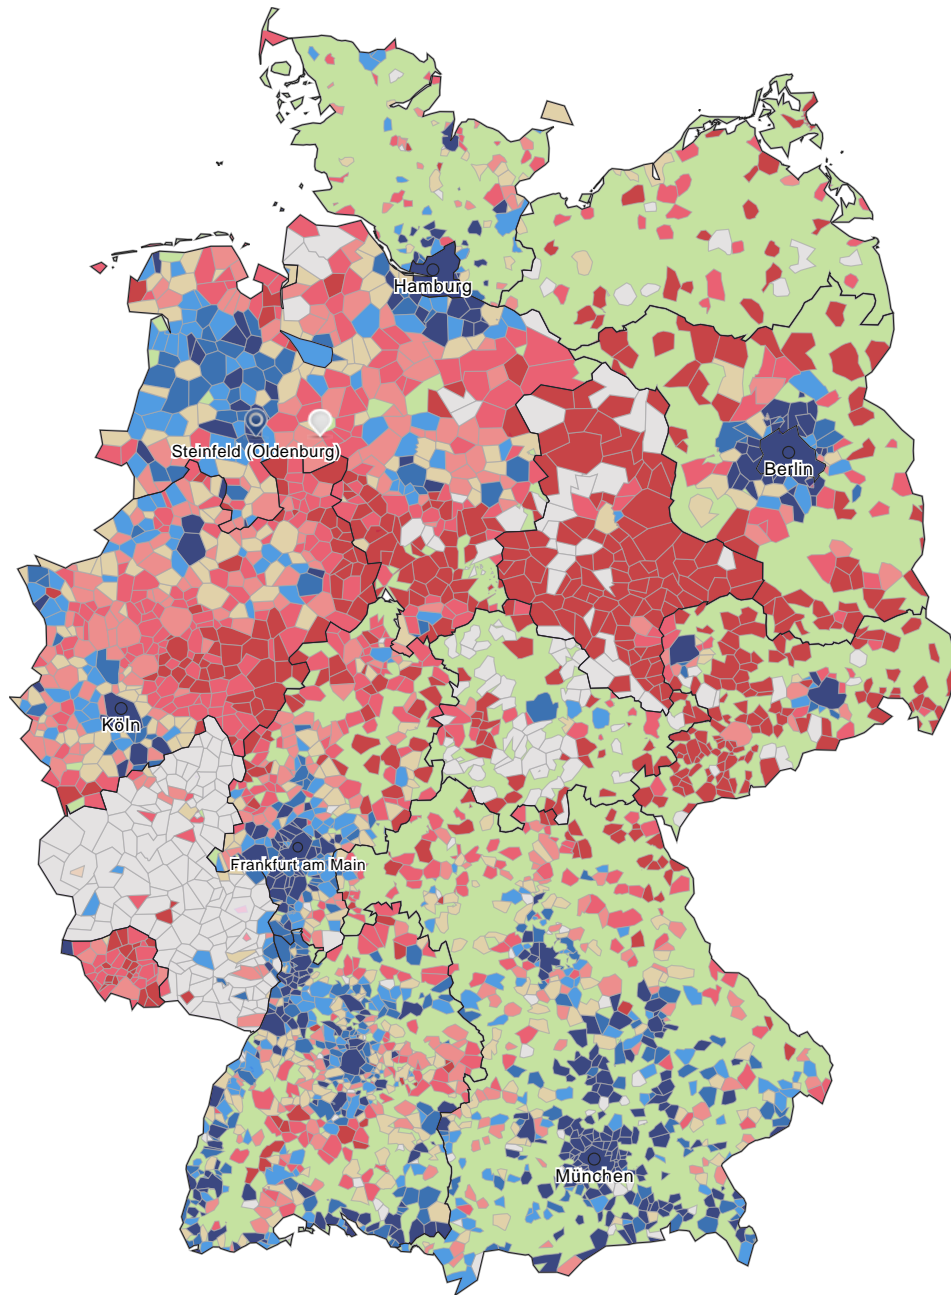 Hamburg
Steinfeld (Oldenburg)
Berlin
Köln
Frankfurt am Main
München